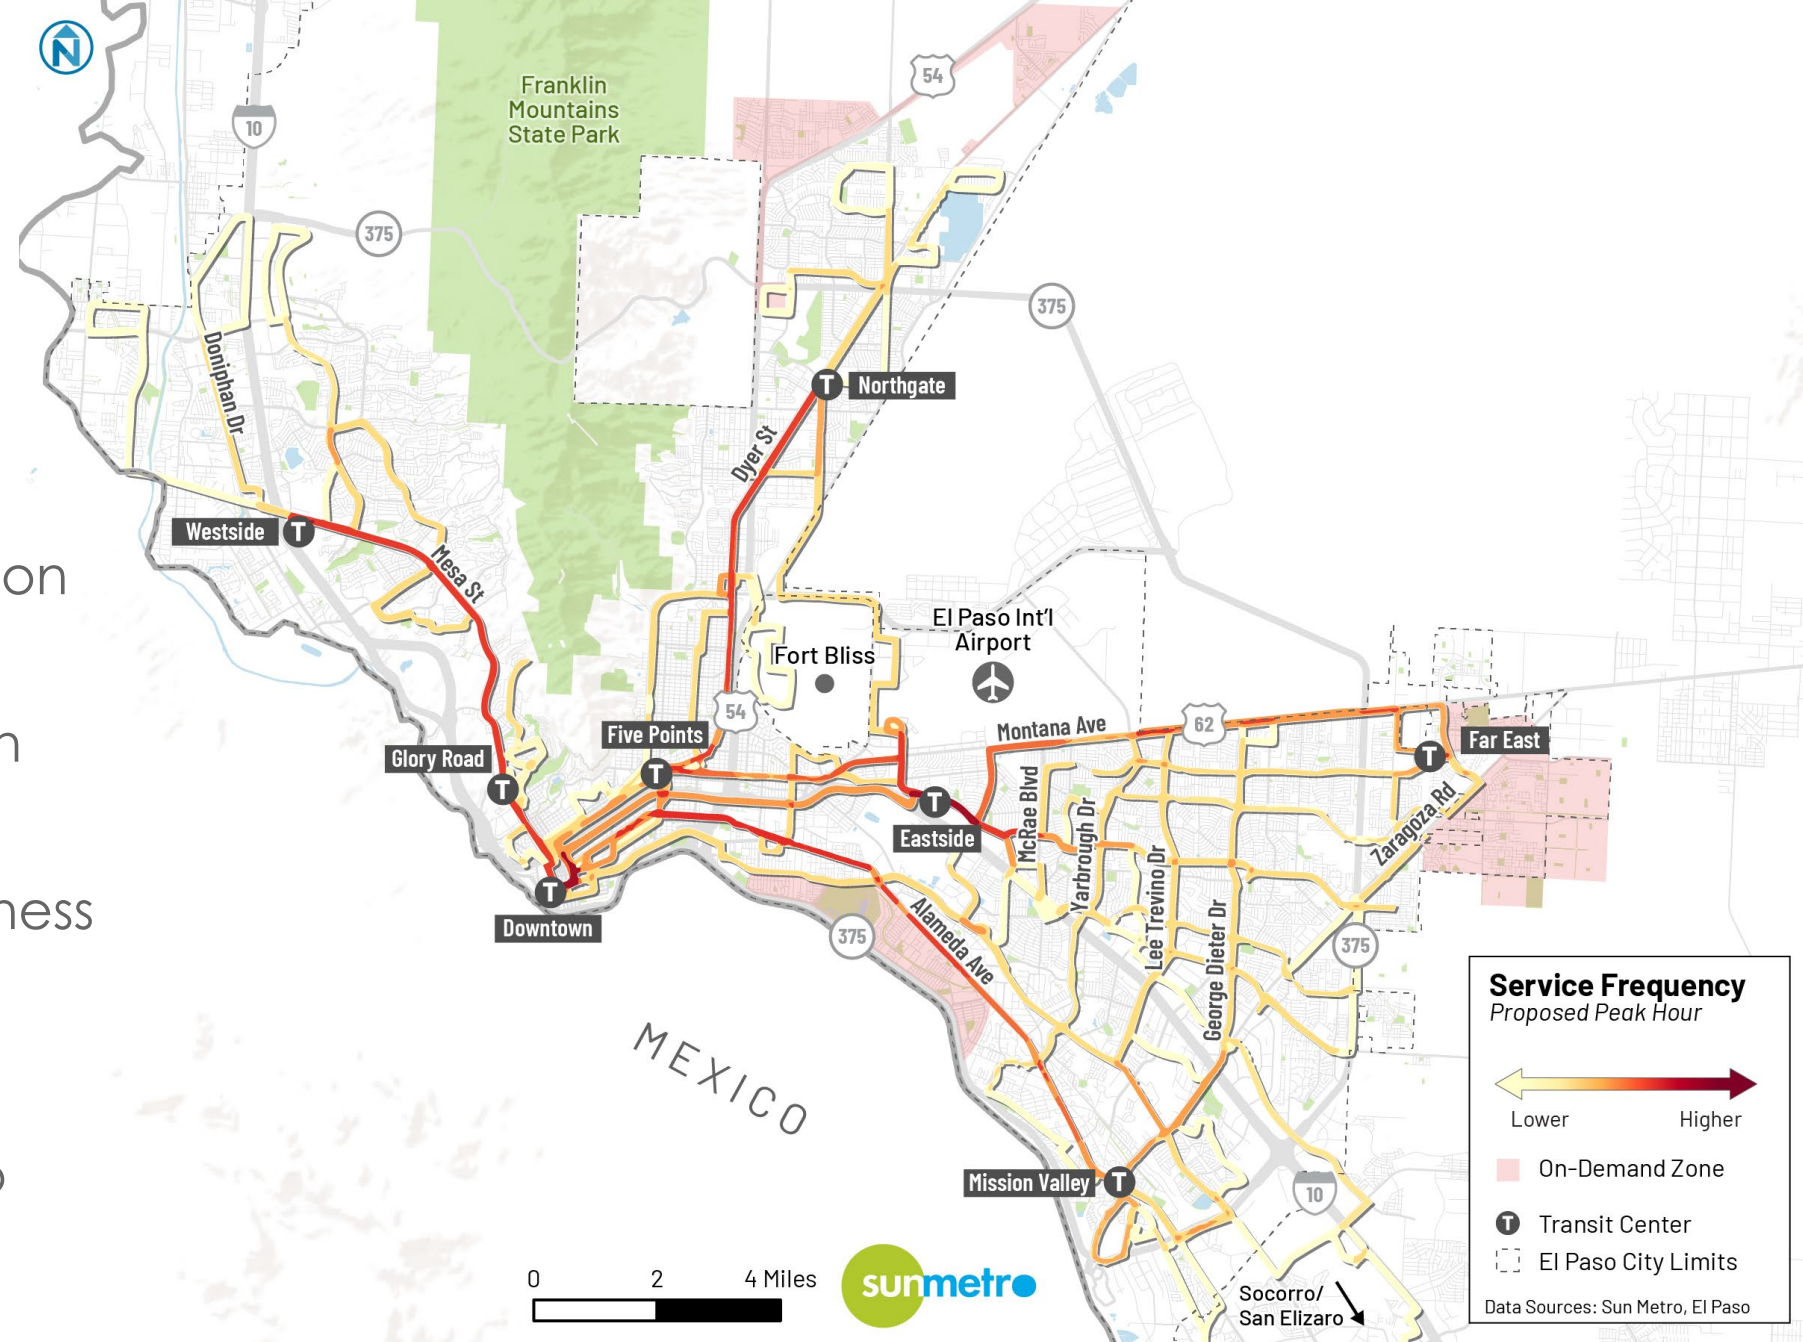 N
Franklin
Mountains
State Park
54
10
375
375
Doniphan Dr
T
Northgate
Dyer St
Westside
T
Mesa St
on
El Paso Int'l
Airport
Fort Bliss
54
Five Points
T
Montana Ave
62
Far East
T
n
Glory Road
T
T
Eastside
McRae Blvd
Yarbrough Dr
Lee Trevino Dr
George Dieter Dr
Zaragoza Rd
T
Downtown
ness
375
Alameda Ave
375
MEXICO
Mission Valley
T
10
Socorro/
San Elizaro
0 2 4 Miles
sunmetro
Service Frequency
Proposed Peak Hour
Lower Higher
On-Demand Zone
T Transit Center
El Paso City Limits
Data Sources: Sun Metro, El Paso